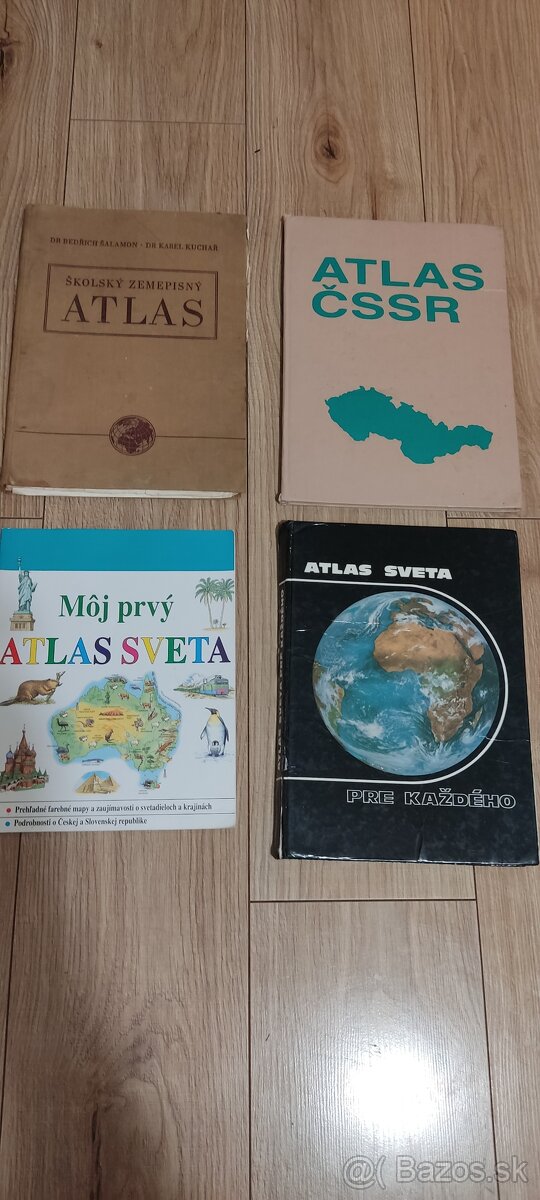 DR BEDŘICH ŠALAMON · DR KAREL KUCHAŘ
ŠKOLSKÝ ZEMEPISNÝ
ATLAS
ATLAS
ČSSR
Môj prvý
ATLAS SVETA
• Prehľadné farebné mapy a zaujímavosti o svetadieloch a krajinách
• Podrobnosti o Českej a Slovenskej republike
ATLAS SVETA
PRE KAŽDÉHO
Bazos.sk